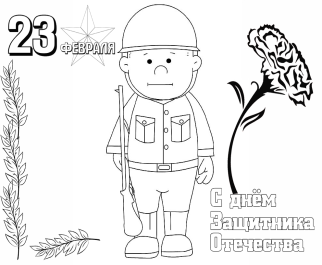 23
ФЕВРАЛЯ
С днём
Защитника
Отечества